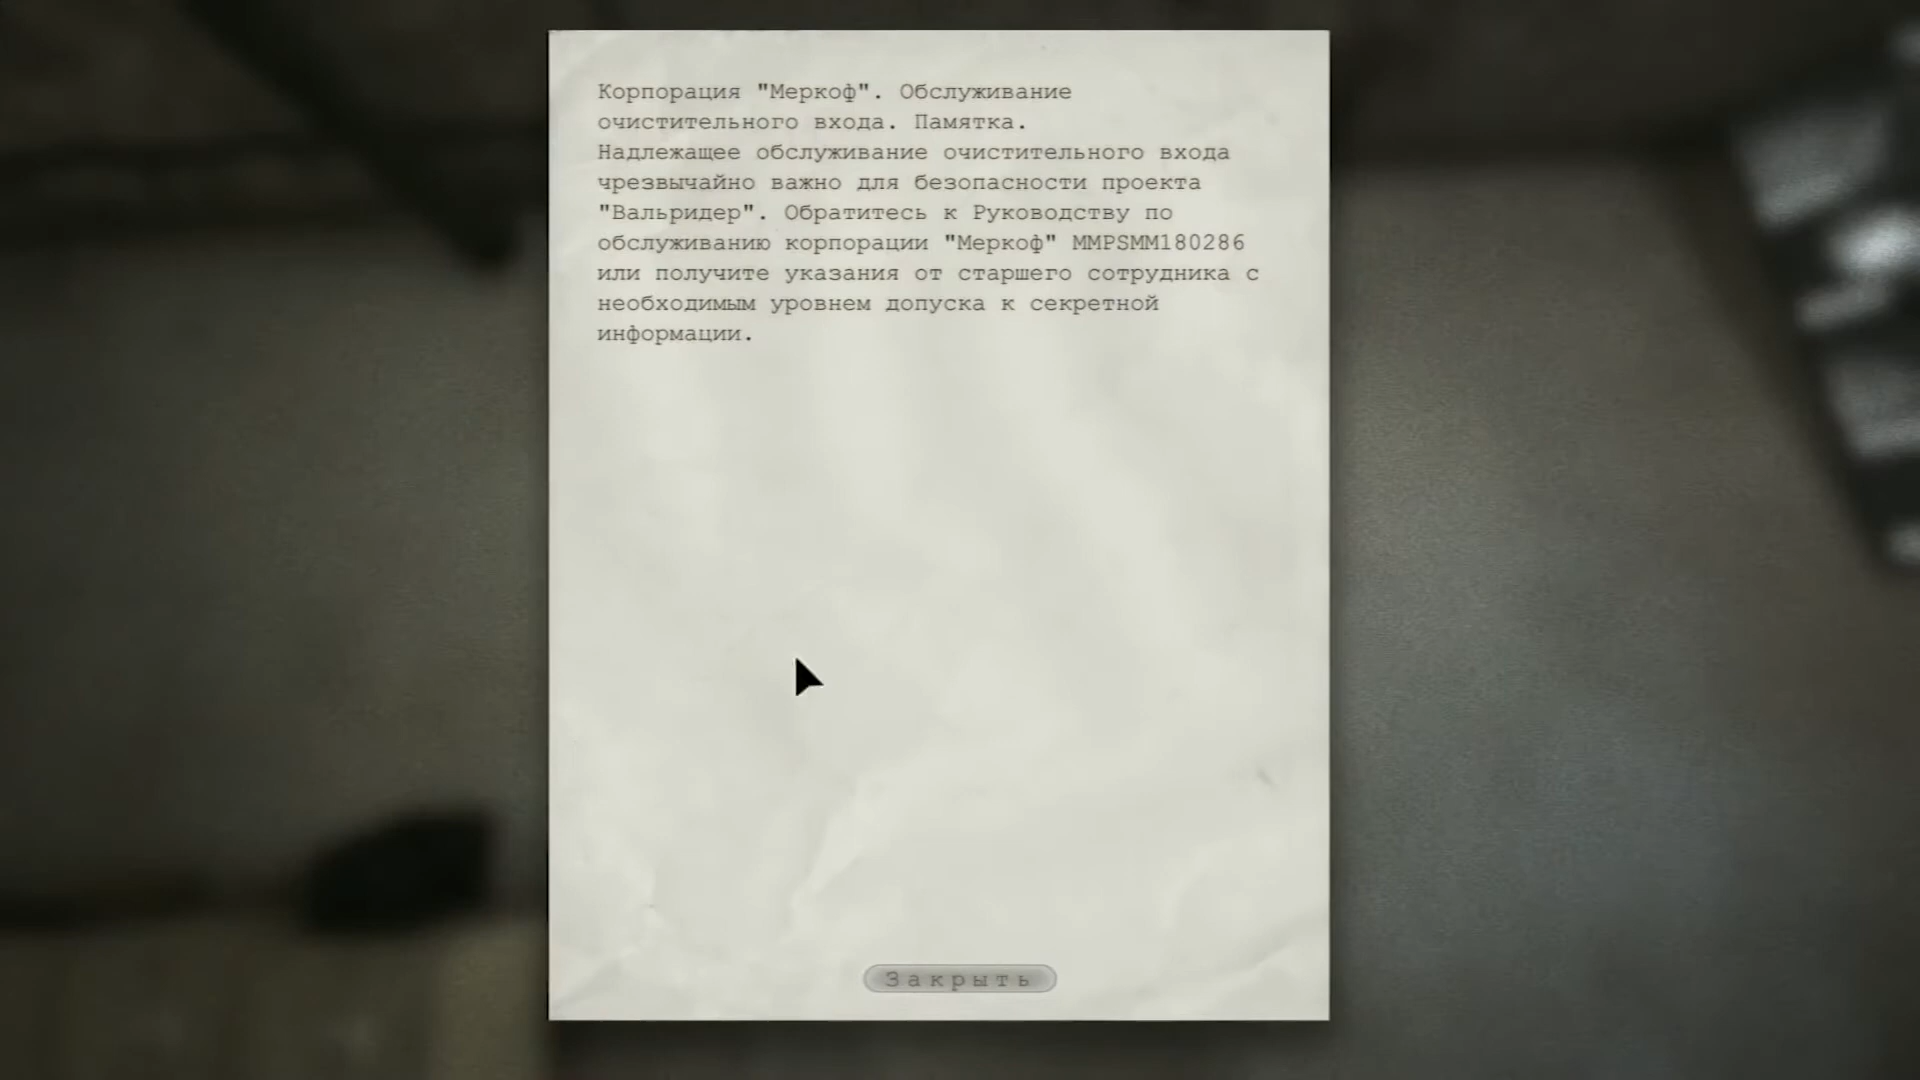 Корпорация "Меркоф". Обслуживание
очистительного входа. Памятка.
Надлежащее обслуживание очистительного входа
чрезвычайно важно для безопасности проекта
"Вальридер". Обратитесь к Руководству по
обслуживанию корпорации "Меркоф" MMPSMM180286
или получите указания от старшего сотрудника с
необходимым уровнем допуска к секретной
информации.
Закрыть